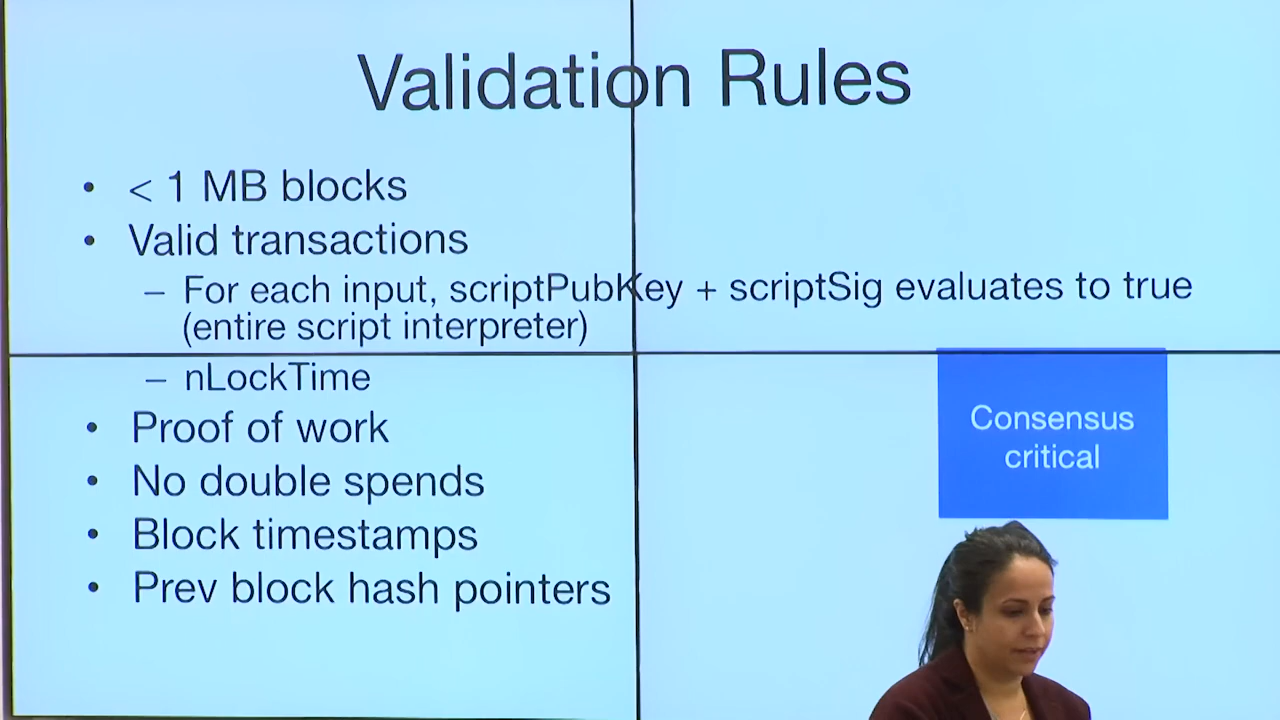 Validation Rules
• < 1 MB blocks
• Valid transactions
– For each input, scriptPubKey + scriptSig evaluates to true
(entire script interpreter)
– nLockTime
• Proof of work
• No double spends
• Block timestamps
• Prev block hash pointers
Consensus
critical